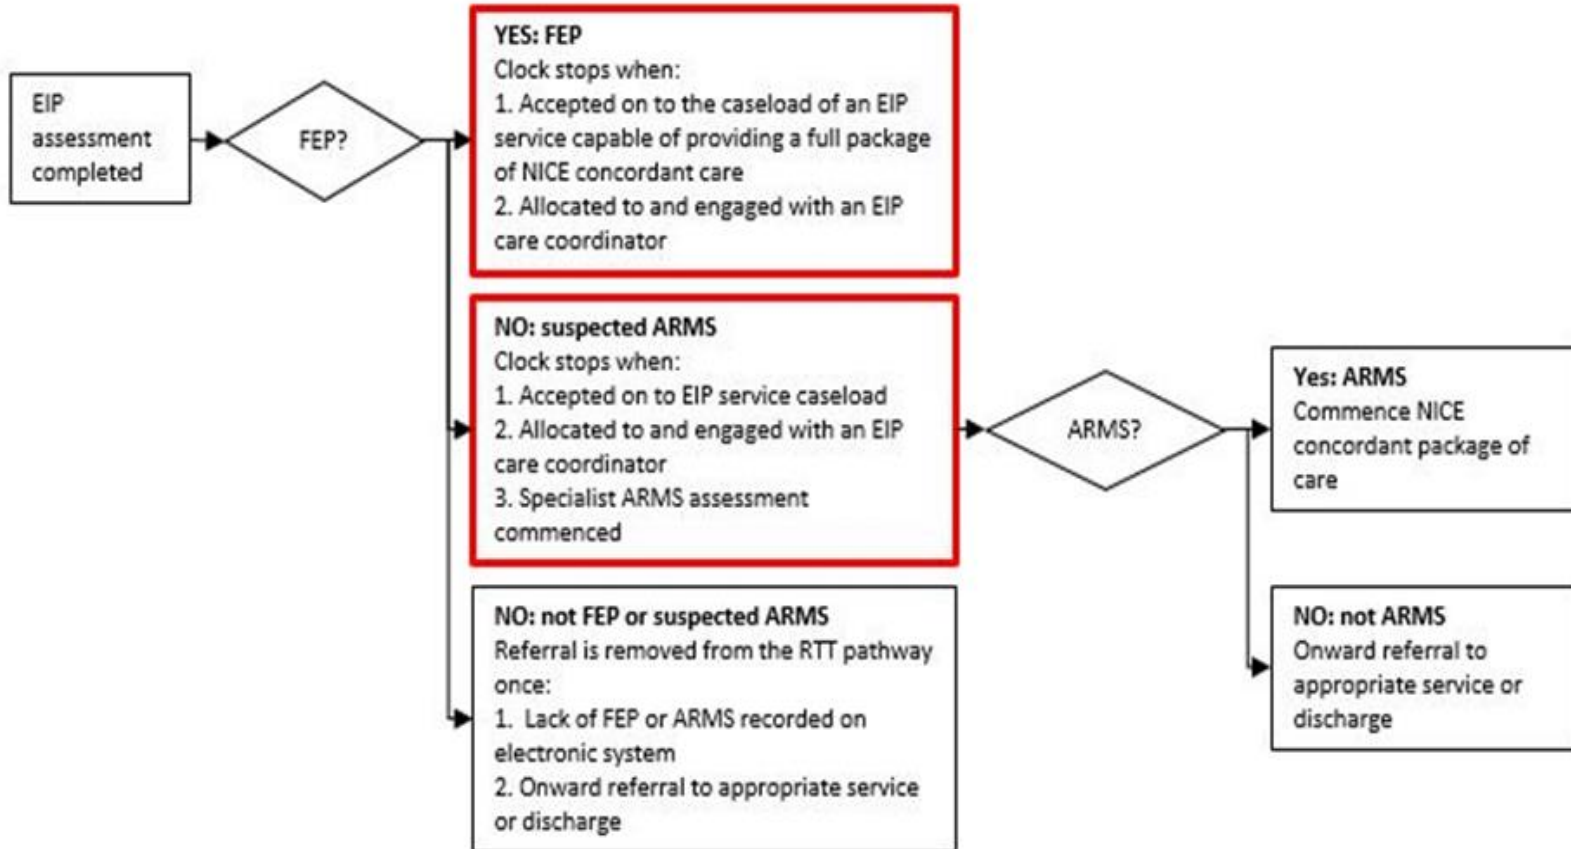 EIP
assessment
completed
FEP?
YES: FEP
Clock stops when:
1. Accepted on to the caseload of an EIP
service capable of providing a full package
of NICE concordant care
2. Allocated to and engaged with an EIP
care coordinator
NO: suspected ARMS
Clock stops when:
1. Accepted on to EIP service caseload
2. Allocated to and engaged with an EIP
care coordinator
3. Specialist ARMS assessment
commenced
ARMS?
Yes: ARMS
Commence NICE
concordant package of
care
NO: not ARMS
Onward referral to
appropriate service or
discharge
NO: not FEP or suspected ARMS
Referral is removed from the RTT pathway
once:
1. Lack of FEP or ARMS recorded on
electronic system
2. Onward referral to appropriate service
or discharge